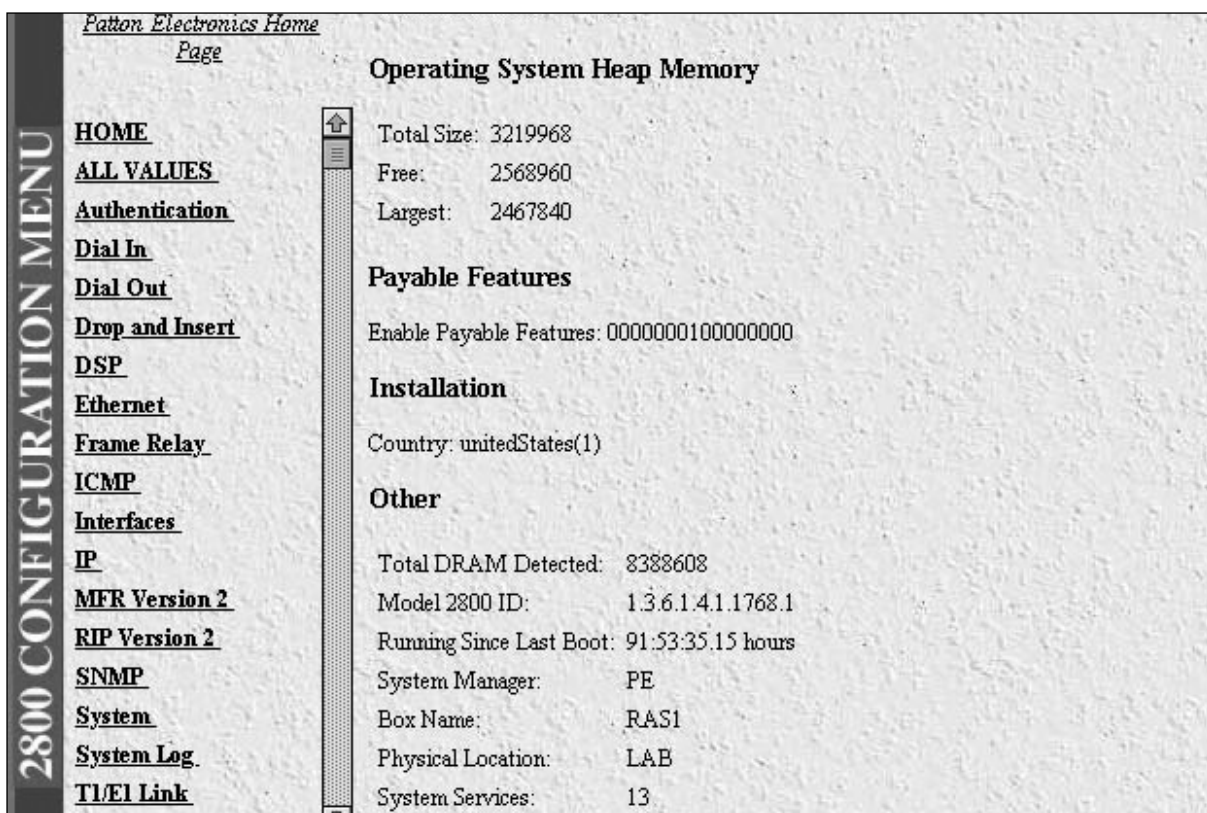 2800 CONFIGURATION MENU
Patton Electronics Home
Page
HOME
ALL VALUES
Authentication
Dial In
Dial Out
Drop and Insert
DSP
Ethernet
Frame Relay
ICMP
Interfaces
IP
MFR Version 2
RIP Version 2
SNMP
System
System Log
T1/E1 Link
Operating System Heap Memory
Total Size: 3219968
Free: 2568960
Largest: 2467840
Payable Features
Enable Payable Features: 0000000100000000
Installation
Country: unitedStates(1)
Other
Total DRAM Detected: 8388608
Model 2800 ID: 1.3.6.1.4.1.1768.1
Running Since Last Boot: 91:53:35.15 hours
System Manager: PE
Box Name: RAS1
Physical Location: LAB
System Services: 13